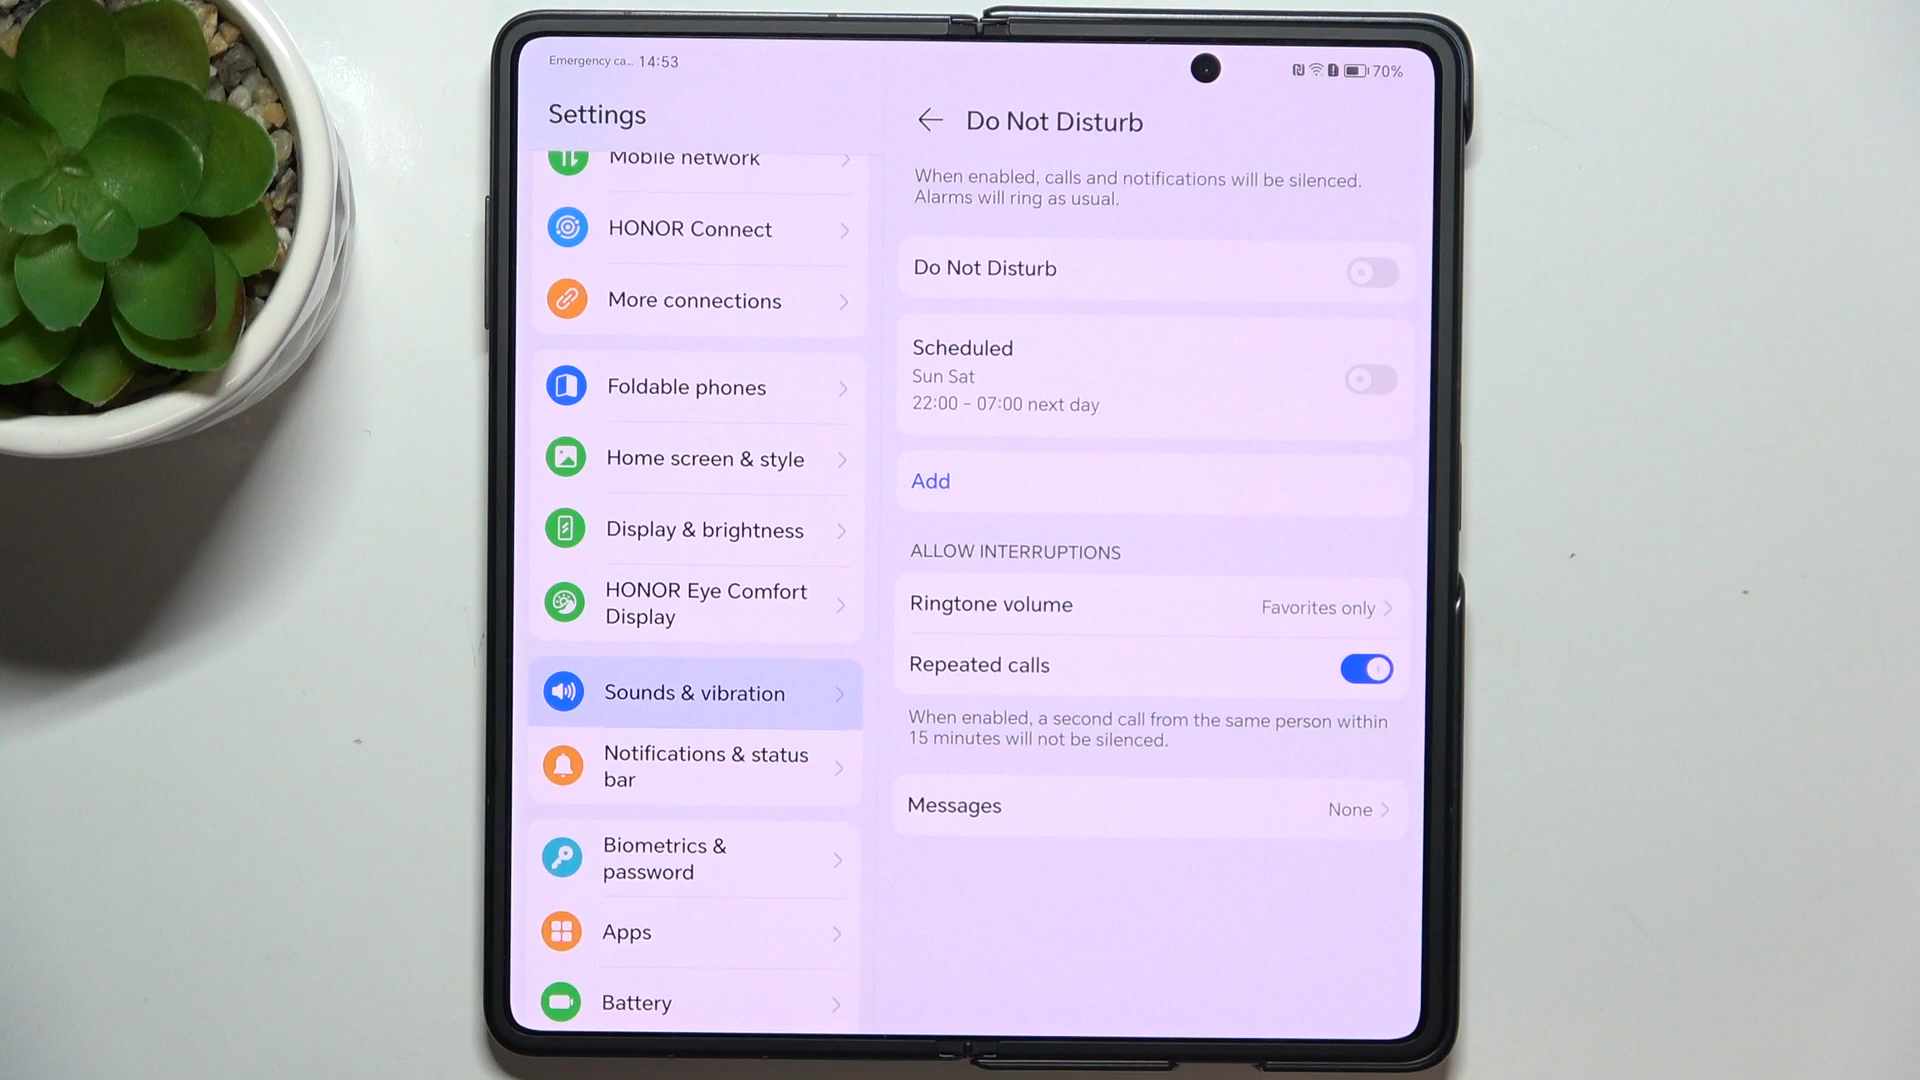 Emergency ca... 14:53
70%
Settings
Mobile network
HONOR Connect
More connections
Foldable phones
Home screen & style
Display & brightness
HONOR Eye Comfort
Display
Sounds & vibration
Notifications & status
bar
Biometrics &
password
Apps
Battery
Do Not Disturb
When enabled, calls and notifications will be silenced.
Alarms will ring as usual.
Do Not Disturb
Scheduled
Sun Sat
22:00 – 07:00 next day
Add
ALLOW INTERRUPTIONS
Ringtone volume Favorites only
Repeated calls
When enabled, a second call from the same person within
15 minutes will not be silenced.
Messages None